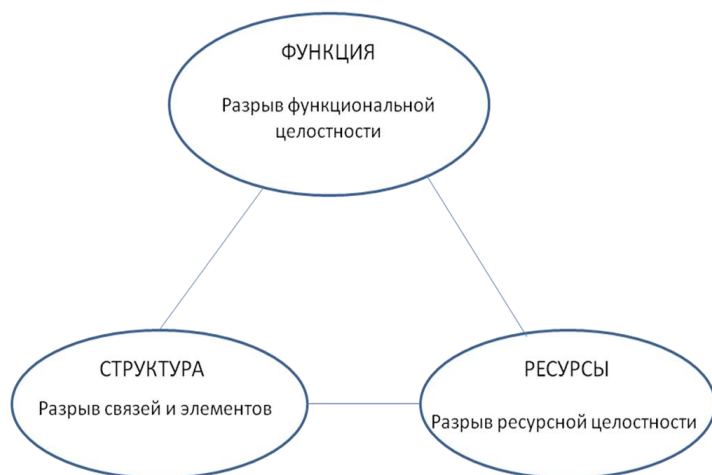 ФУНКЦИЯ
Разрыв функциональной
целостности
СТРУКТУРА
Разрыв связей и элементов
РЕСУРСЫ
Разрыв ресурсной целостности